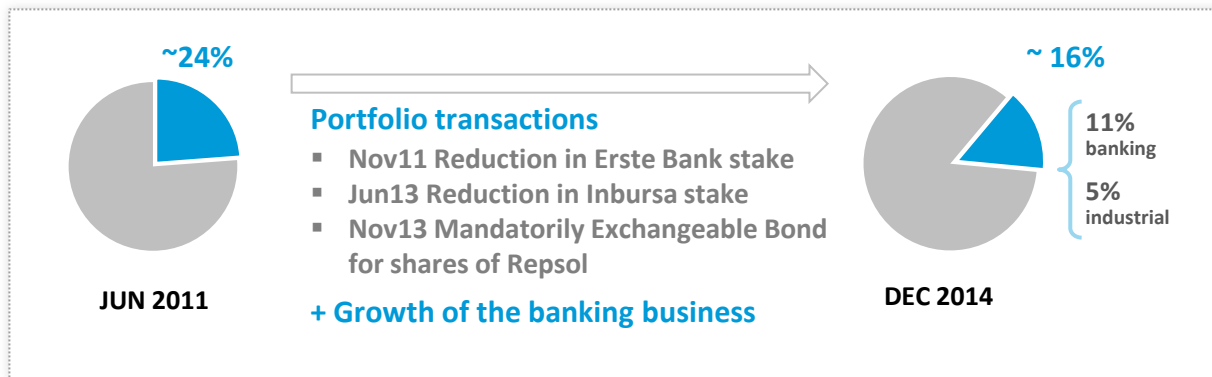 ~24%
JUN 2011
Portfolio transactions
▪ Nov11 Reduction in Erste Bank stake
▪ Jun13 Reduction in Inbursa stake
▪ Nov13 Mandatorily Exchangeable Bond
for shares of Repsol
+ Growth of the banking business
~ 16%
11%
banking
5%
industrial
DEC 2014